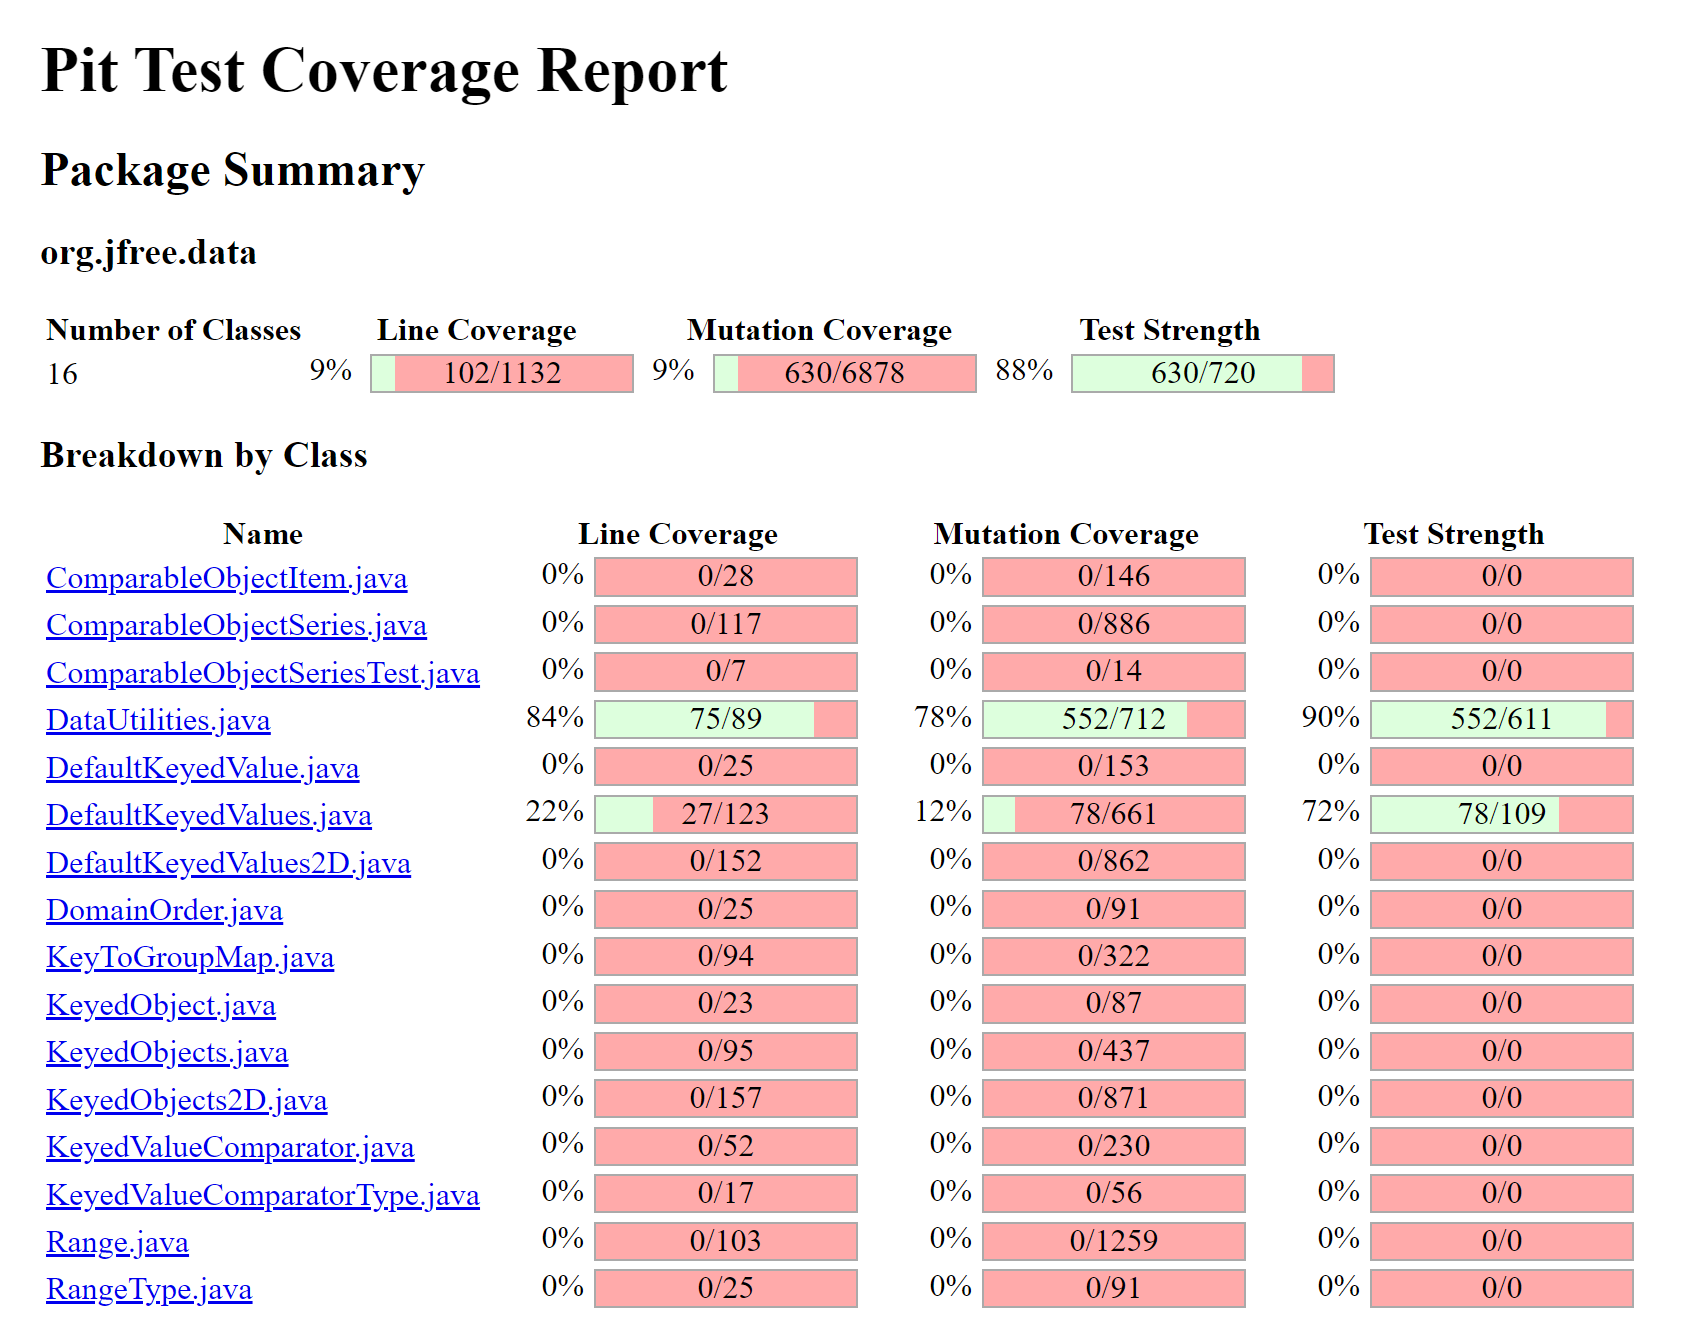 Pit Test Coverage Report
Package Summary
org.jfree.data
Number of Classes Line Coverage Mutation Coverage Test Strength
16 9% 102/1132 9% 630/6878 88% 630/720
Breakdown by Class
Name Line Coverage Mutation Coverage Test Strength
ComparableObjectItem.java 0% 0/28 0% 0/146 0% 0/0
ComparableObjectSeries.java 0% 0/117 0% 0/886 0% 0/0
ComparableObjectSeriesTest.java 0% 0/7 0% 0/14 0% 0/0
DataUtilities.java 84% 75/89 78% 552/712 90% 552/611
DefaultKeyedValue.java 0% 0/25 0% 0/153 0% 0/0
DefaultKeyedValues.java 22% 27/123 12% 78/661 72% 78/109
DefaultKeyedValues2D.java 0% 0/152 0% 0/862 0% 0/0
DomainOrder.java 0% 0/25 0% 0/91 0% 0/0
KeyToGroupMap.java 0% 0/94 0% 0/322 0% 0/0
KeyedObject.java 0% 0/23 0% 0/87 0% 0/0
KeyedObjects.java 0% 0/95 0% 0/437 0% 0/0
KeyedObjects2D.java 0% 0/157 0% 0/871 0% 0/0
KeyedValueComparator.java 0% 0/52 0% 0/230 0% 0/0
KeyedValueComparatorType.java 0% 0/17 0% 0/56 0% 0/0
Range.java 0% 0/103 0% 0/1259 0% 0/0
RangeType.java 0% 0/25 0% 0/91 0% 0/0